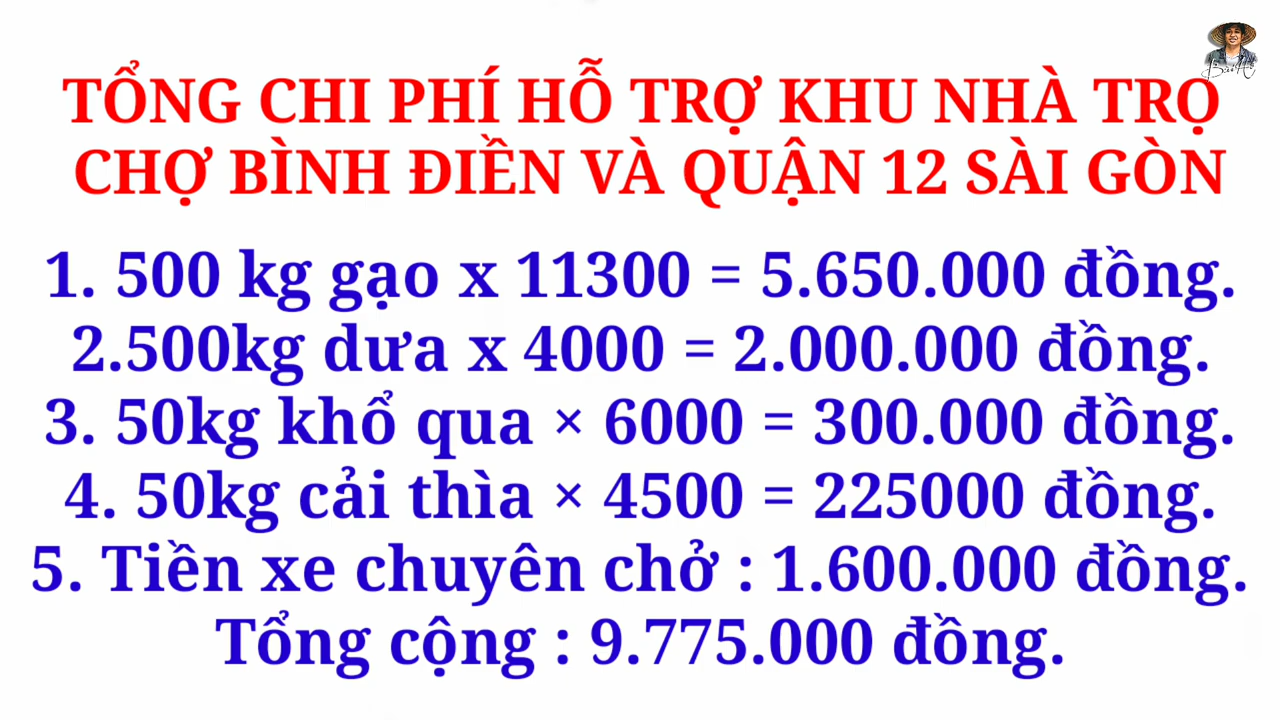 TỔNG CHI PHÍ HỖ TRỢ KHU NHÀ TRỌ
CHỢ BÌNH ĐIỀN VÀ QUẬN 12 SÀI GÒN
1. 500 kg gạo x 11300 = 5.650.000 đồng.
2.500kg dưa x 4000 = 2.000.000 đồng.
3. 50kg khổ qua × 6000 = 300.000 đồng.
4. 50kg cải thìa × 4500 = 225000 đồng.
5. Tiền xe chuyên chở : 1.600.000 đồng.
Tổng cộng : 9.775.000 đồng.